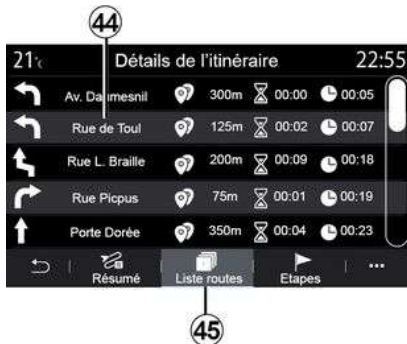 44
21°c Détails de l'itinéraire 22:55
Av. Daumesnil 300m 00:00 00:05
Rue de Toul 125m 00:02 00:07
Rue L. Braille 200m 00:09 00:18
Rue Picpus 75m 00:01 00:19
Porte Dorée 350m 00:04 00:23
Résumé Liste routes Etapes ...
45